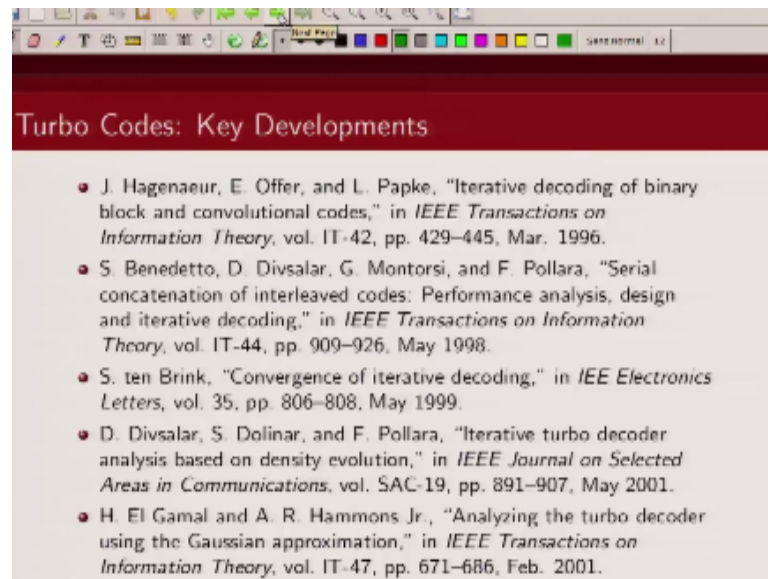 Next Page
Sans Normal 12
Turbo Codes: Key Developments
J. Hagenaeur, E. Offer, and L. Papke, "Iterative decoding of binary
block and convolutional codes," in IEEE Transactions on
Information Theory, vol. IT-42, pp. 429–445, Mar. 1996.
S. Benedetto, D. Divsalar, G. Montorsi, and F. Pollara, "Serial
concatenation of interleaved codes: Performance analysis, design
and iterative decoding," in IEEE Transactions on Information
Theory, vol. IT-44, pp. 909–926, May 1998.
S. ten Brink, "Convergence of iterative decoding," in IEE Electronics
Letters, vol. 35, pp. 806–808, May 1999.
D. Divsalar, S. Dolinar, and F. Pollara, "Iterative turbo decoder
analysis based on density evolution," in IEEE Journal on Selected
Areas in Communications, vol. SAC-19, pp. 891–907, May 2001.
H. El Gamal and A. R. Hammons Jr., "Analyzing the turbo decoder
using the Gaussian approximation," in IEEE Transactions on
Information Theory, vol. IT-47, pp. 671–686, Feb. 2001.